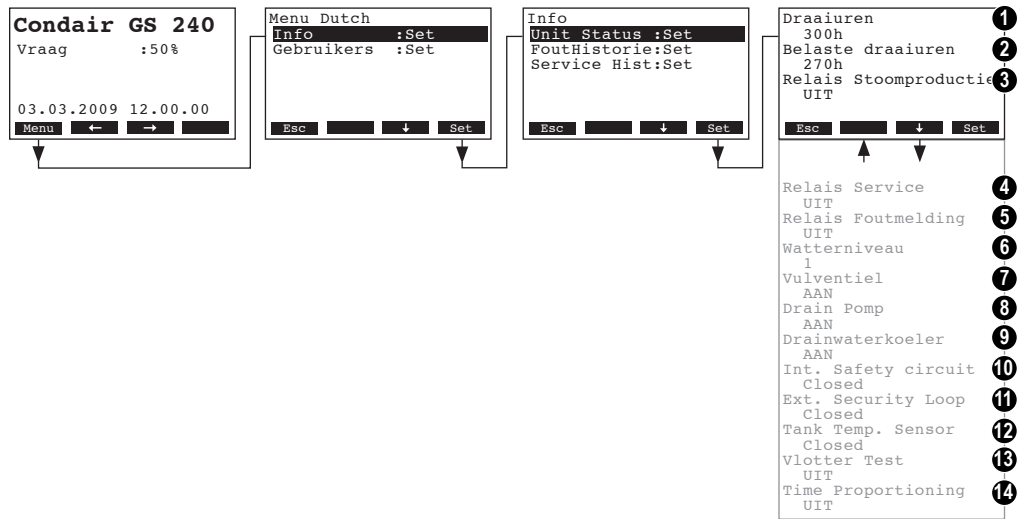 Condair GS 240
Vraag :50%
03.03.2009 12.00.00
Menu ← →
Menu Dutch
Info :Set
Gebruikers :Set
Esc ↓ Set
Info
Unit Status :Set
FoutHistorie:Set
Service Hist:Set
Esc ↓ Set
Draaiuren 1
300h
Belaste draaiuren 2
270h
Relais Stoomproductie 3
UIT
Esc ↓ Set
Relais Service 4
UIT
Relais Foutmelding 5
UIT
Watterniveau 6
1
Vulventiel 7
AAN
Drain Pomp 8
AAN
Drainwaterkoeler 9
AAN
Int. Safety circuit 10
Closed
Ext. Security Loop 11
Closed
Tank Temp. Sensor 12
Closed
Vlotter Test 13
UIT
Time Proportioning 14
UIT